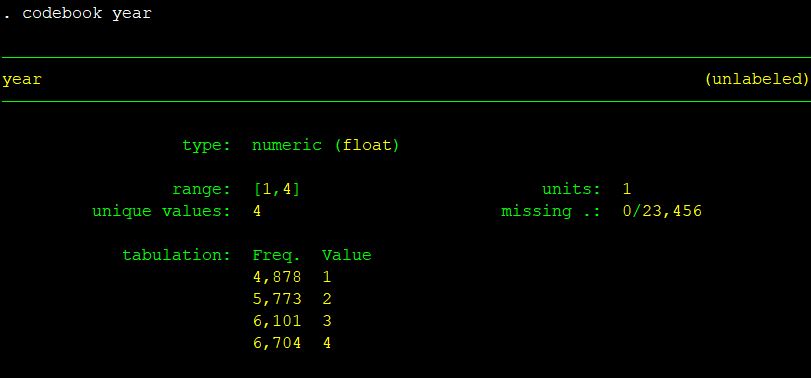 . codebook year
year (unlabeled)
type: numeric (float)
range: [1,4] units: 1
unique values: 4 missing .: 0/23,456
tabulation: Freq. Value
4,878 1
5,773 2
6,101 3
6,704 4